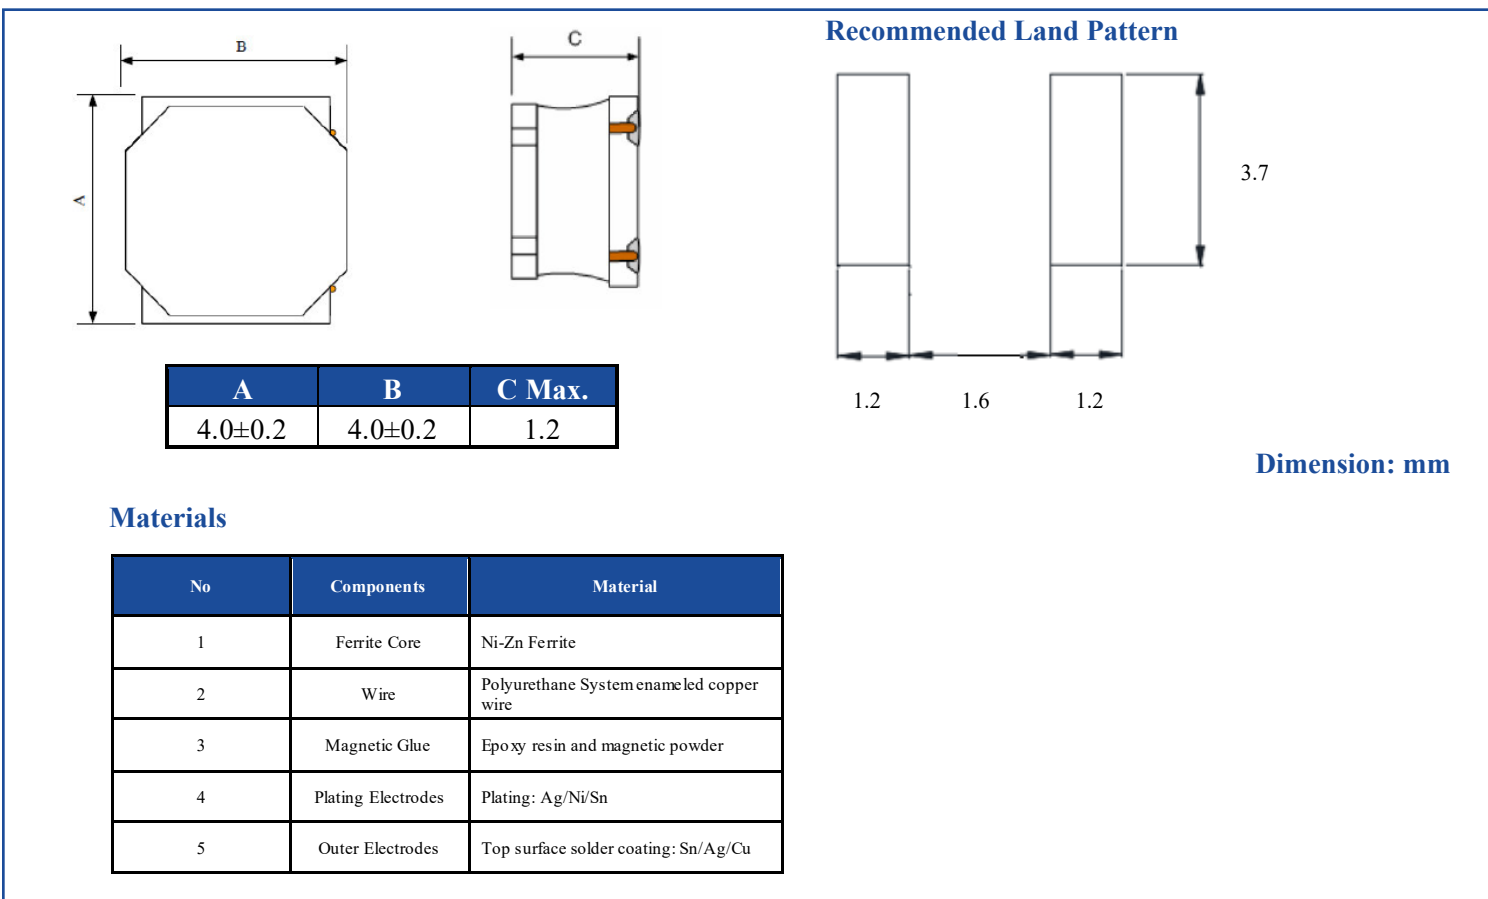 Recommended Land Pattern
B
C
A
3.7
1.2 1.6 1.2
A B C Max.
4.0±0.2 4.0±0.2 1.2
Dimension: mm
Materials
No Components Material
1 Ferrite Core Ni-Zn Ferrite
2 Wire Polyurethane System enameled copper
wire
3 Magnetic Glue Epoxy resin and magnetic powder
4 Plating Electrodes Plating: Ag/Ni/Sn
5 Outer Electrodes Top surface solder coating: Sn/Ag/Cu